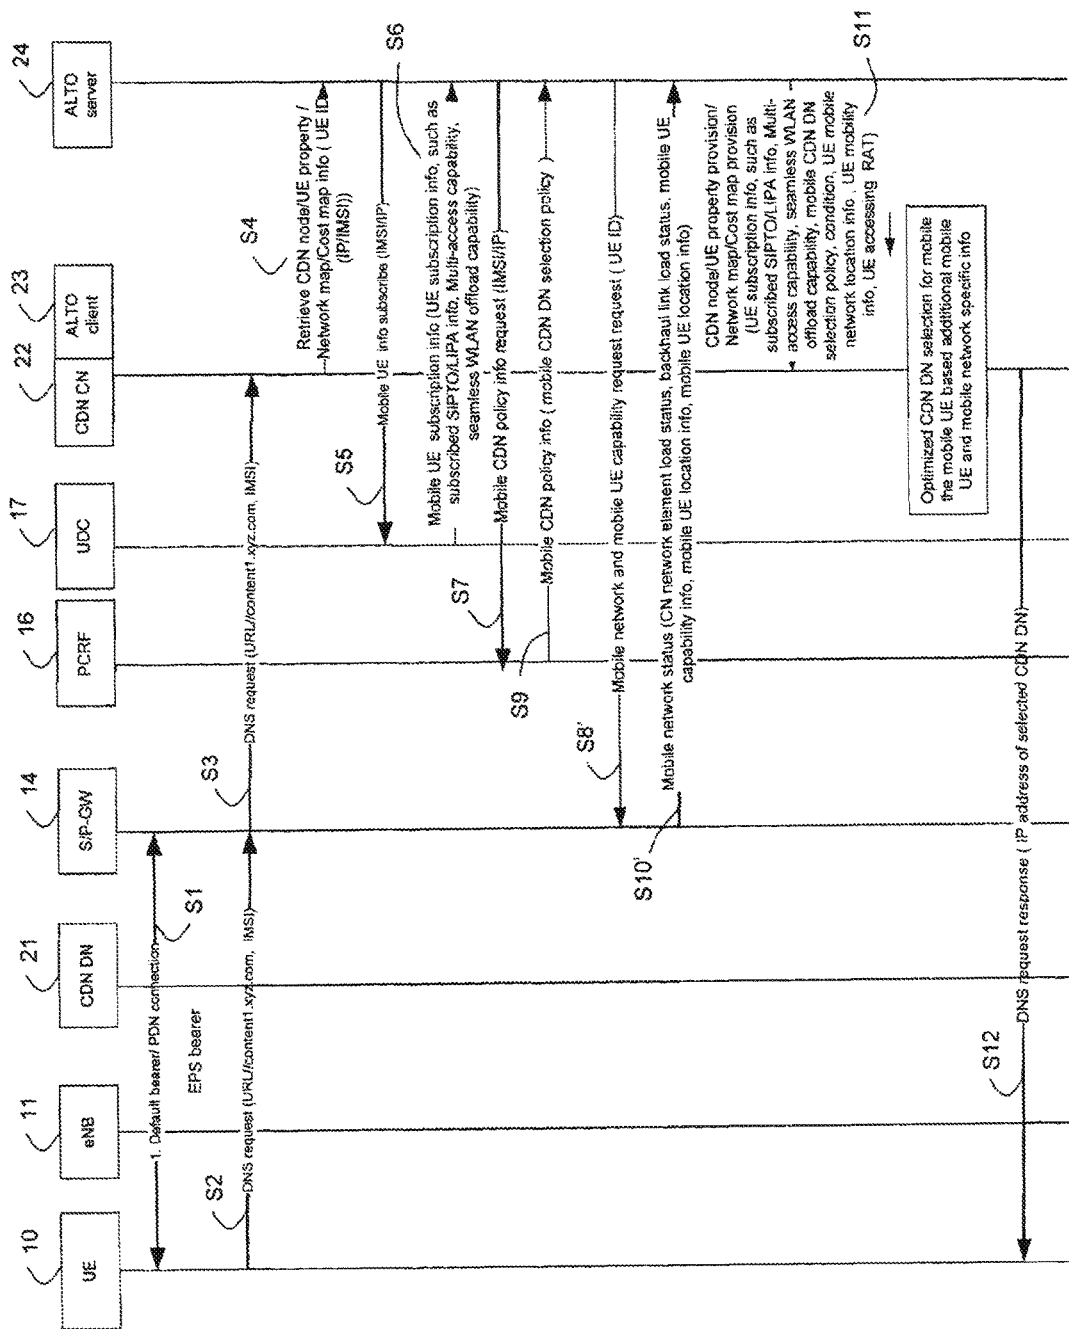 10
11
21
14
16
17
22
23
24
UE
eNB
CDN DN
S/P-GW
PCRF
UDC
CDN CN
ALTO
client
ALTO
server
1. Default bearer/ PDN connection
S1
EPS bearer
S2
DNS request (URL//content1.xyz.com, IMSI)
S3
DNS request (URL//content1.xyz.com, IMSI)
S4
Retrieve CDN node/UE property /
Network map/Cost map info ( UE ID
(IP/IMSI))
S5
Mobile UE info subscribe (IMSI/IP)
S6
Mobile UE subscription info (UE subscription info, such as
subscribed SIPTO/LIPA info, Multi-access capability,
seamless WLAN offload capability)
S7
Mobile CDN policy info request (IMSI/IP)
S9
Mobile CDN policy info ( mobile CDN DN selection policy )
S8'
Mobile network and mobile UE capability request request ( UE ID)
S10'
Mobile network status (CN network element load status, backhaul link load status, mobile UE
capability info, mobile UE location info, mobile UE location info)
S11
CDN node/UE property provision/
Network map/Cost map provision
(UE subscription info, such as
subscribed SIPTO/LIPA info, Multi-
access capability, seamless WLAN
offload capability, mobile CDN DN
selection policy, condition, UE mobile
network location info , UE mobility
info, UE accessing RAT)
Optimized CDN DN selection for mobile
the mobile UE based additional mobile
UE and mobile network specific info
S12
DNS request response ( IP address of selected CDN DN)